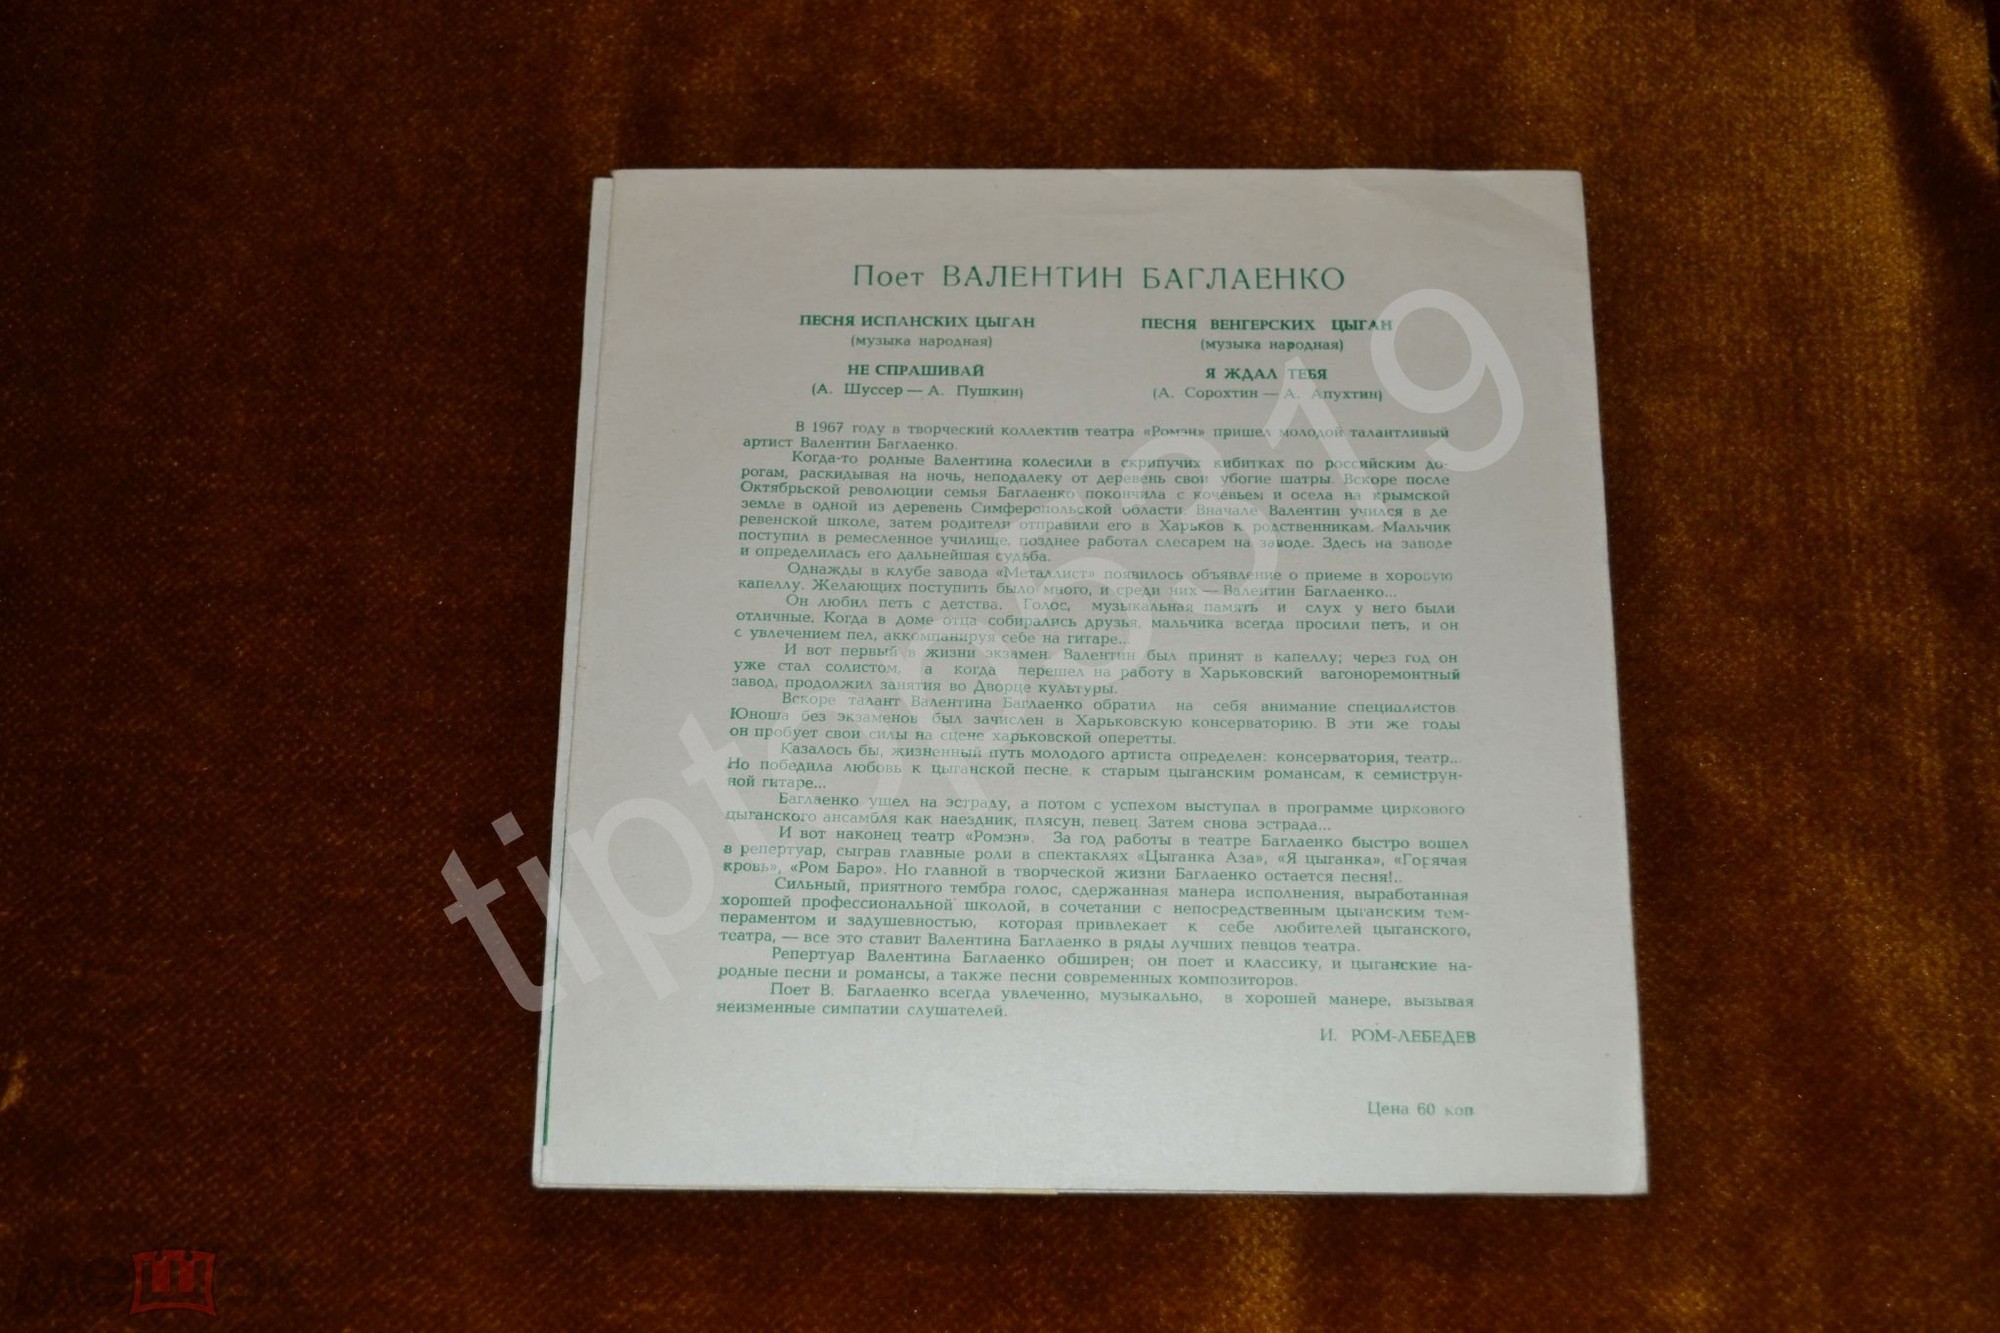 Поет ВАЛЕНТИН БАГЛАЕНКО
ПЕСНЯ ИСПАНСКИХ ЦЫГАН
(музыка народная)
НЕ СПРАШИВАЙ
(А. Шуссер — А. Пушкин)
ПЕСНЯ ВЕНГЕРСКИХ ЦЫГАН
(музыка народная)
Я ЖДАЛ ТЕБЯ
(А. Сорохтин — А. Апухтин)
В 1967 году в творческий коллектив театра «Ромэн» пришел молодой талантливый
артист Валентин Баглаенко.
Когда-то родные Валентина колесили в скрипучих кибитках по российским до-
рогам, раскидывая на ночь, неподалеку от деревень свои убогие шатры. Вскоре после
Октябрьской революции семья Баглаенко покончила с кочевьем и осела на крымской
земле в одной из деревень Симферопольской области. Вначале Валентин учился в де
ревенской школе, затем родители отправили его в Харьков к родственникам. Мальчик
поступил в ремесленное училище, позднее работал слесарем на заводе. Здесь на заводе
и определилась его дальнейшая судьба.
Однажды в клубе завода «Металлист» появилось объявление о приеме в хоровую
капеллу. Желающих поступить было много, и среди них — Валентин Баглаенко...
Он любил петь с детства. Голос, музыкальная память и слух у него были
отличные. Когда в доме отца собирались друзья, мальчика всегда просили петь, и он
с увлечением пел, аккомпанируя себе на гитаре...
И вот первый в жизни экзамен. Валентин был принят в капеллу; через год он
уже стал солистом, а когда перешел на работу в Харьковский вагоноремонтный
завод, продолжил занятия во Дворце культуры.
Вскоре талант Валентина Баглаенко обратил на себя внимание специалистов.
Юноша без экзаменов был зачислен в Харьковскую консерваторию. В эти же годы
он пробует свои силы на сцене харьковской оперетты.
Казалось бы, жизненный путь молодого артиста определен: консерватория, театр...
Но победила любовь к цыганской песне, к старым цыганским романсам, к семиструн-
ной гитаре...
Баглаенко ушел на эстраду, а потом с успехом выступал в программе циркового
цыганского ансамбля как наездник, плясун, певец. Затем снова эстрада...
И вот наконец театр «Ромэн». За год работы в театре Баглаенко быстро вошел
в репертуар, сыграв главные роли в спектаклях «Цыганка Аза», «Я цыганка», «Горячая
кровь», «Ром Баро». Но главной в творческой жизни Баглаенко остается песня!..
Сильный, приятного тембра голос, сдержанная манера исполнения, выработанная
хорошей профессиональной школой, в сочетании с непосредственным цыганским тем-
пераментом и задушевностью, которая привлекает к себе любителей цыганского,
театра, — все это ставит Валентина Баглаенко в ряды лучших певцов театра.
Репертуар Валентина Баглаенко обширен; он поет и классику, и цыганские на-
родные песни и романсы, а также песни современных композиторов.
Поет В. Баглаенко всегда увлеченно, музыкально, в хорошей манере, вызывая
неизменные симпатии слушателей.
И. РОМ-ЛЕБЕДЕВ
Цена 60 коп
tiptop5319
мешок